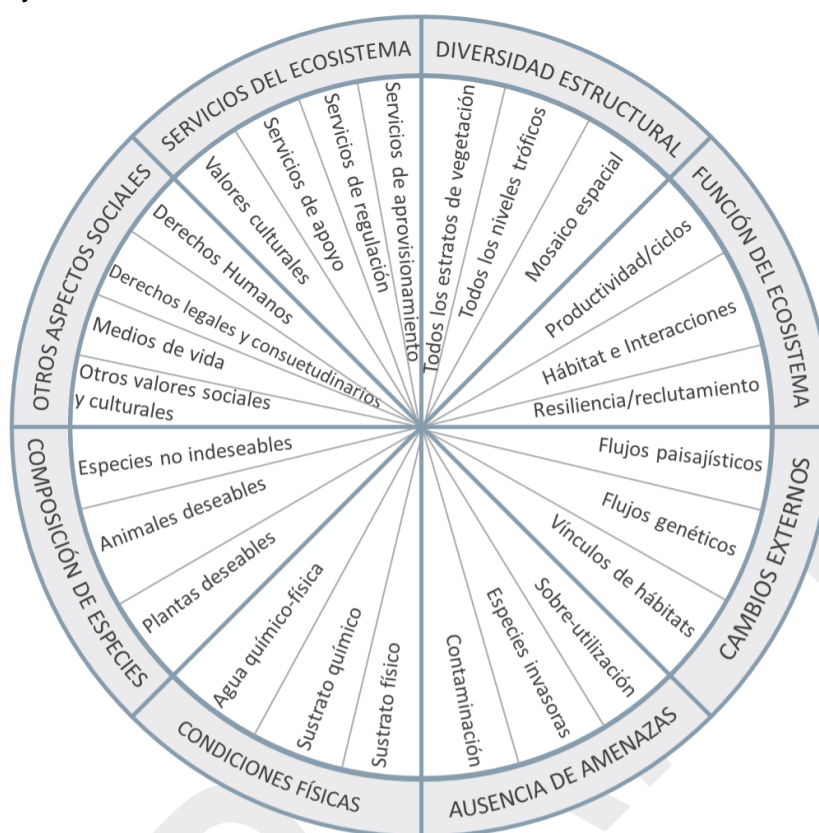 SERVICIOS DEL ECOSISTEMA
Valores culturales
Servicios de apoyo
Servicios de regulación
Servicios de aprovisionamiento
DIVERSIDAD ESTRUCTURAL
Todos los estratos de vegetación
Todos los niveles tróficos
Mosaico espacial
FUNCIÓN DEL ECOSISTEMA
Productividad/ciclos
Hábitat e Interacciones
Resiliencia/reclutamiento
CAMBIOS EXTERNOS
Flujos paisajísticos
Flujos genéticos
Vínculos de hábitats
AUSENCIA DE AMENAZAS
Sobre-utilización
Especies invasoras
Contaminación
CONDICIONES FÍSICAS
Sustrato físico
Sustrato químico
Agua químico-física
COMPOSICIÓN DE ESPECIES
Plantas deseables
Animales deseables
Especies no indeseables
OTROS ASPECTOS SOCIALES
Otros valores sociales
y culturales
Medios de vida
Derechos legales y consuetudinarios
Derechos Humanos